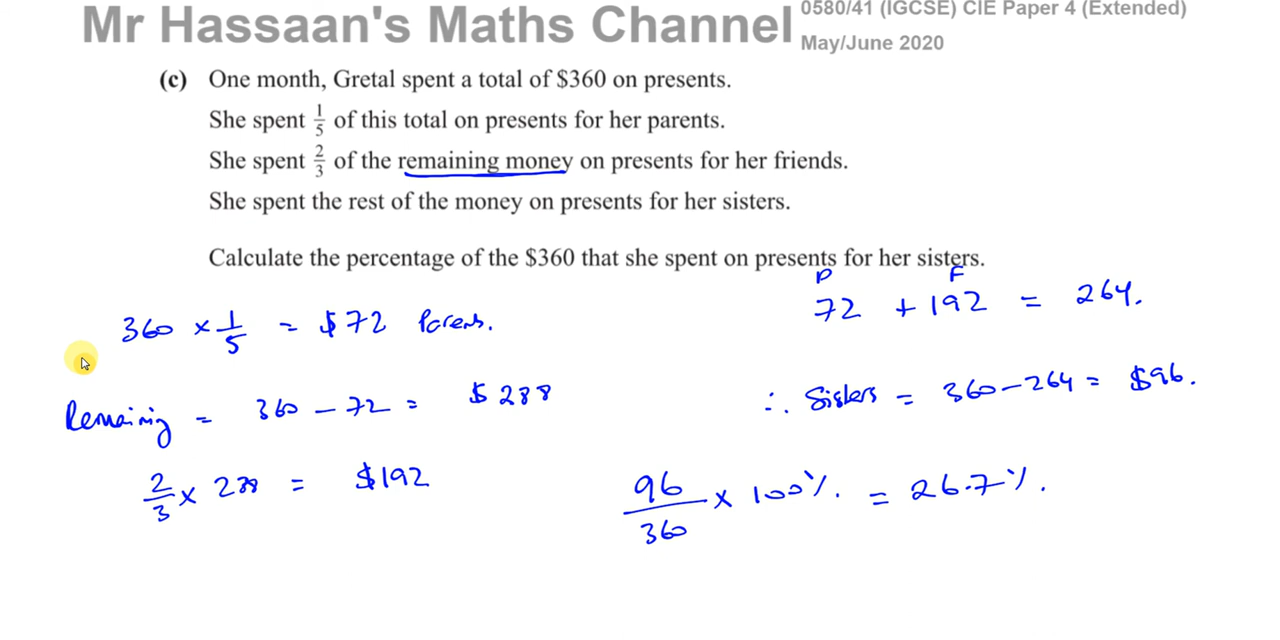 Mr Hassaan's Maths Channel
0580/41 (IGCSE) CIE Paper 4 (Extended)
May/June 2020
(c) One month, Gretal spent a total of $360 on presents.
She spent 1/5 of this total on presents for her parents.
She spent 2/3 of the remaining money on presents for her friends.
She spent the rest of the money on presents for her sisters.
Calculate the percentage of the $360 that she spent on presents for her sisters.
360 × 1/5 = $72 Parents.
Remaining = 360 - 72 = $288
2/3 × 288 = $192
P F
72 + 192 = 264.
∴ Sisters = 360 - 264 = $96.
96/360 × 100% = 26.7%.